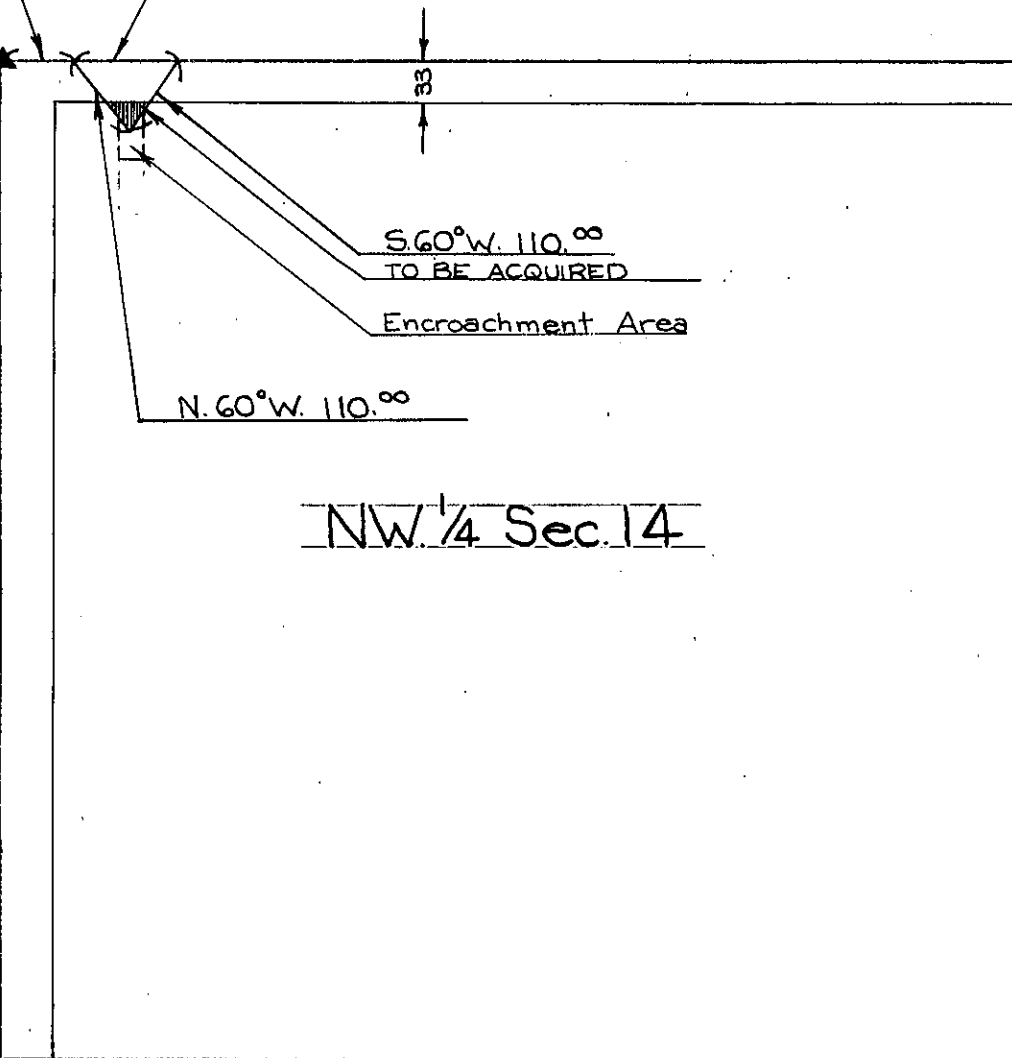 33
S.60°W. 110.⁰⁰
TO BE ACQUIRED
Encroachment Area
N.60°W. 110.⁰⁰
NW. 1/4 Sec. 14